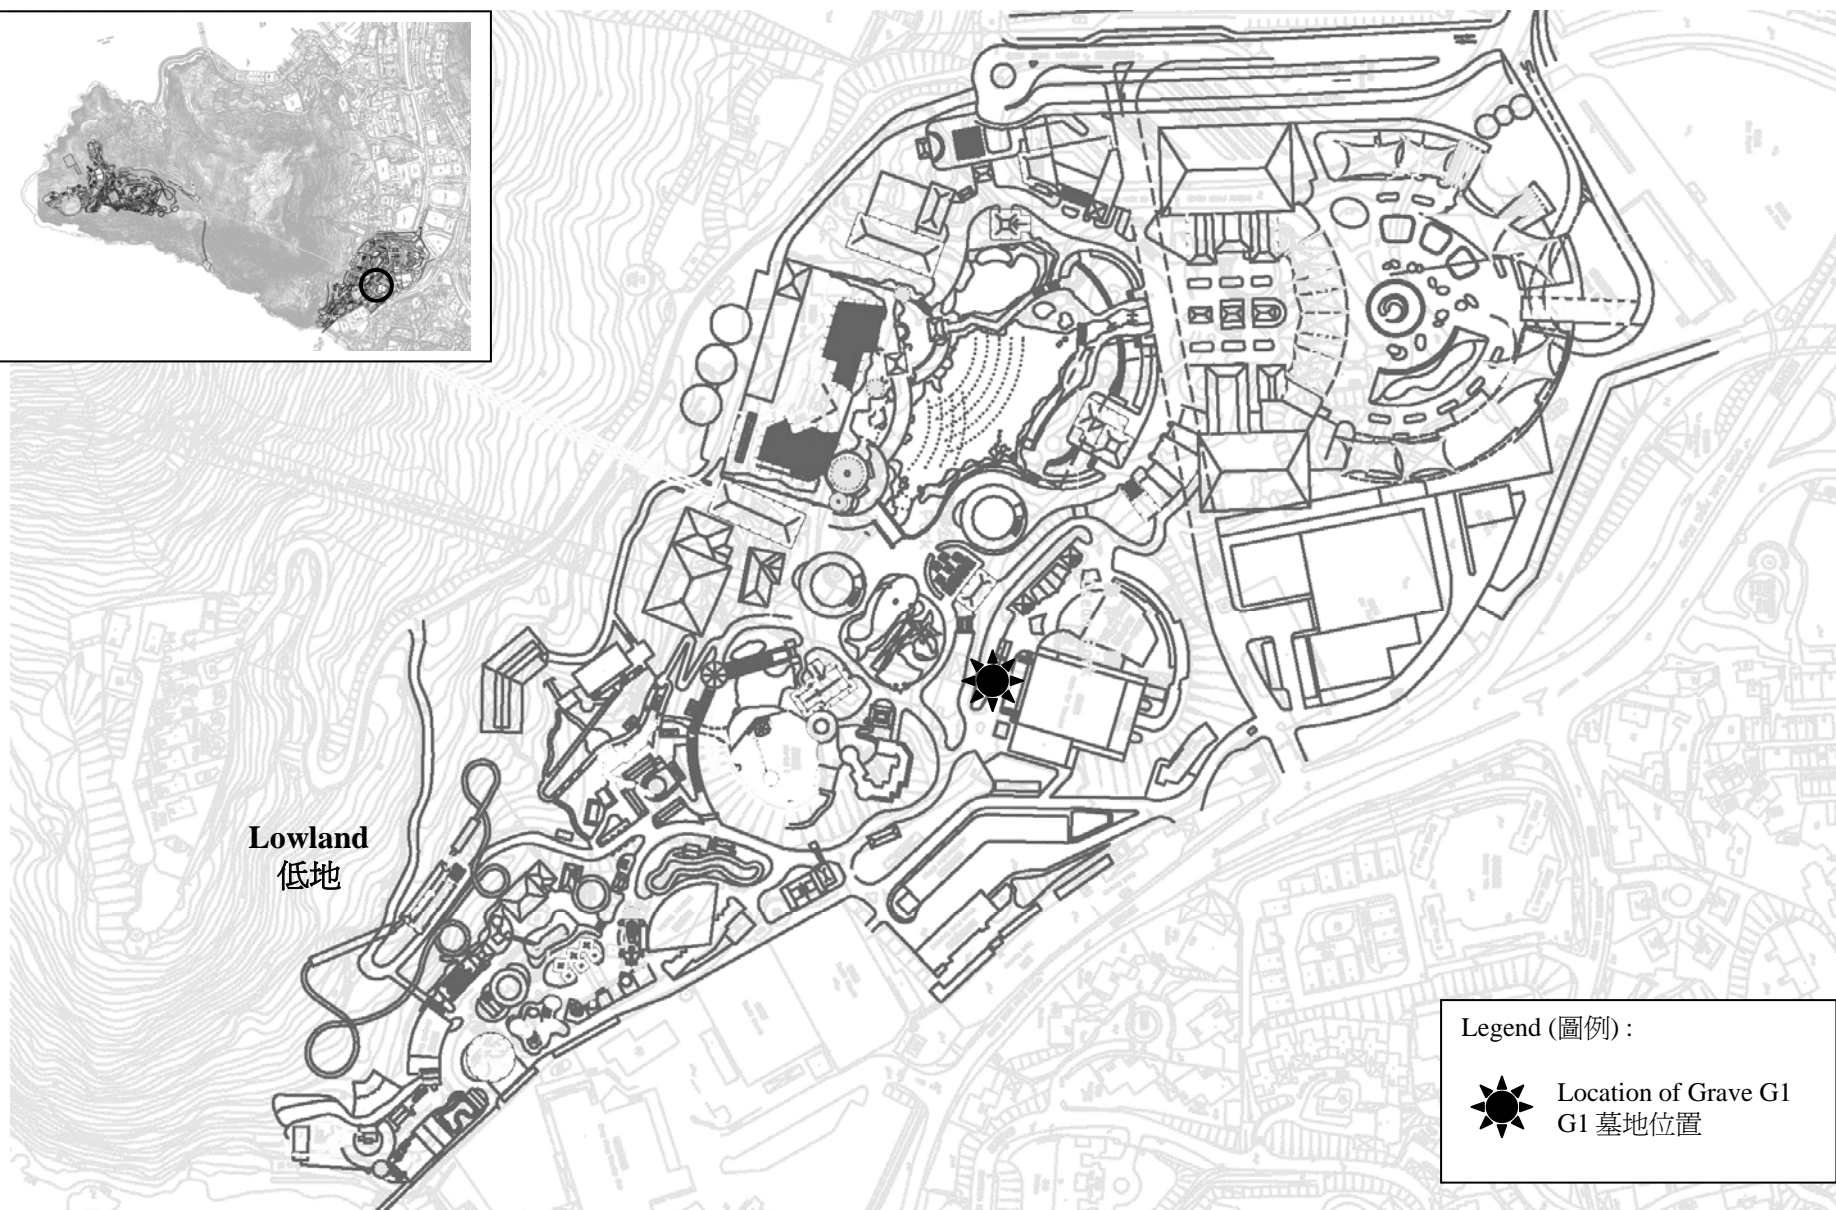 Lowland
低地
Legend (圖例) :
Location of Grave G1
G1 墓地位置